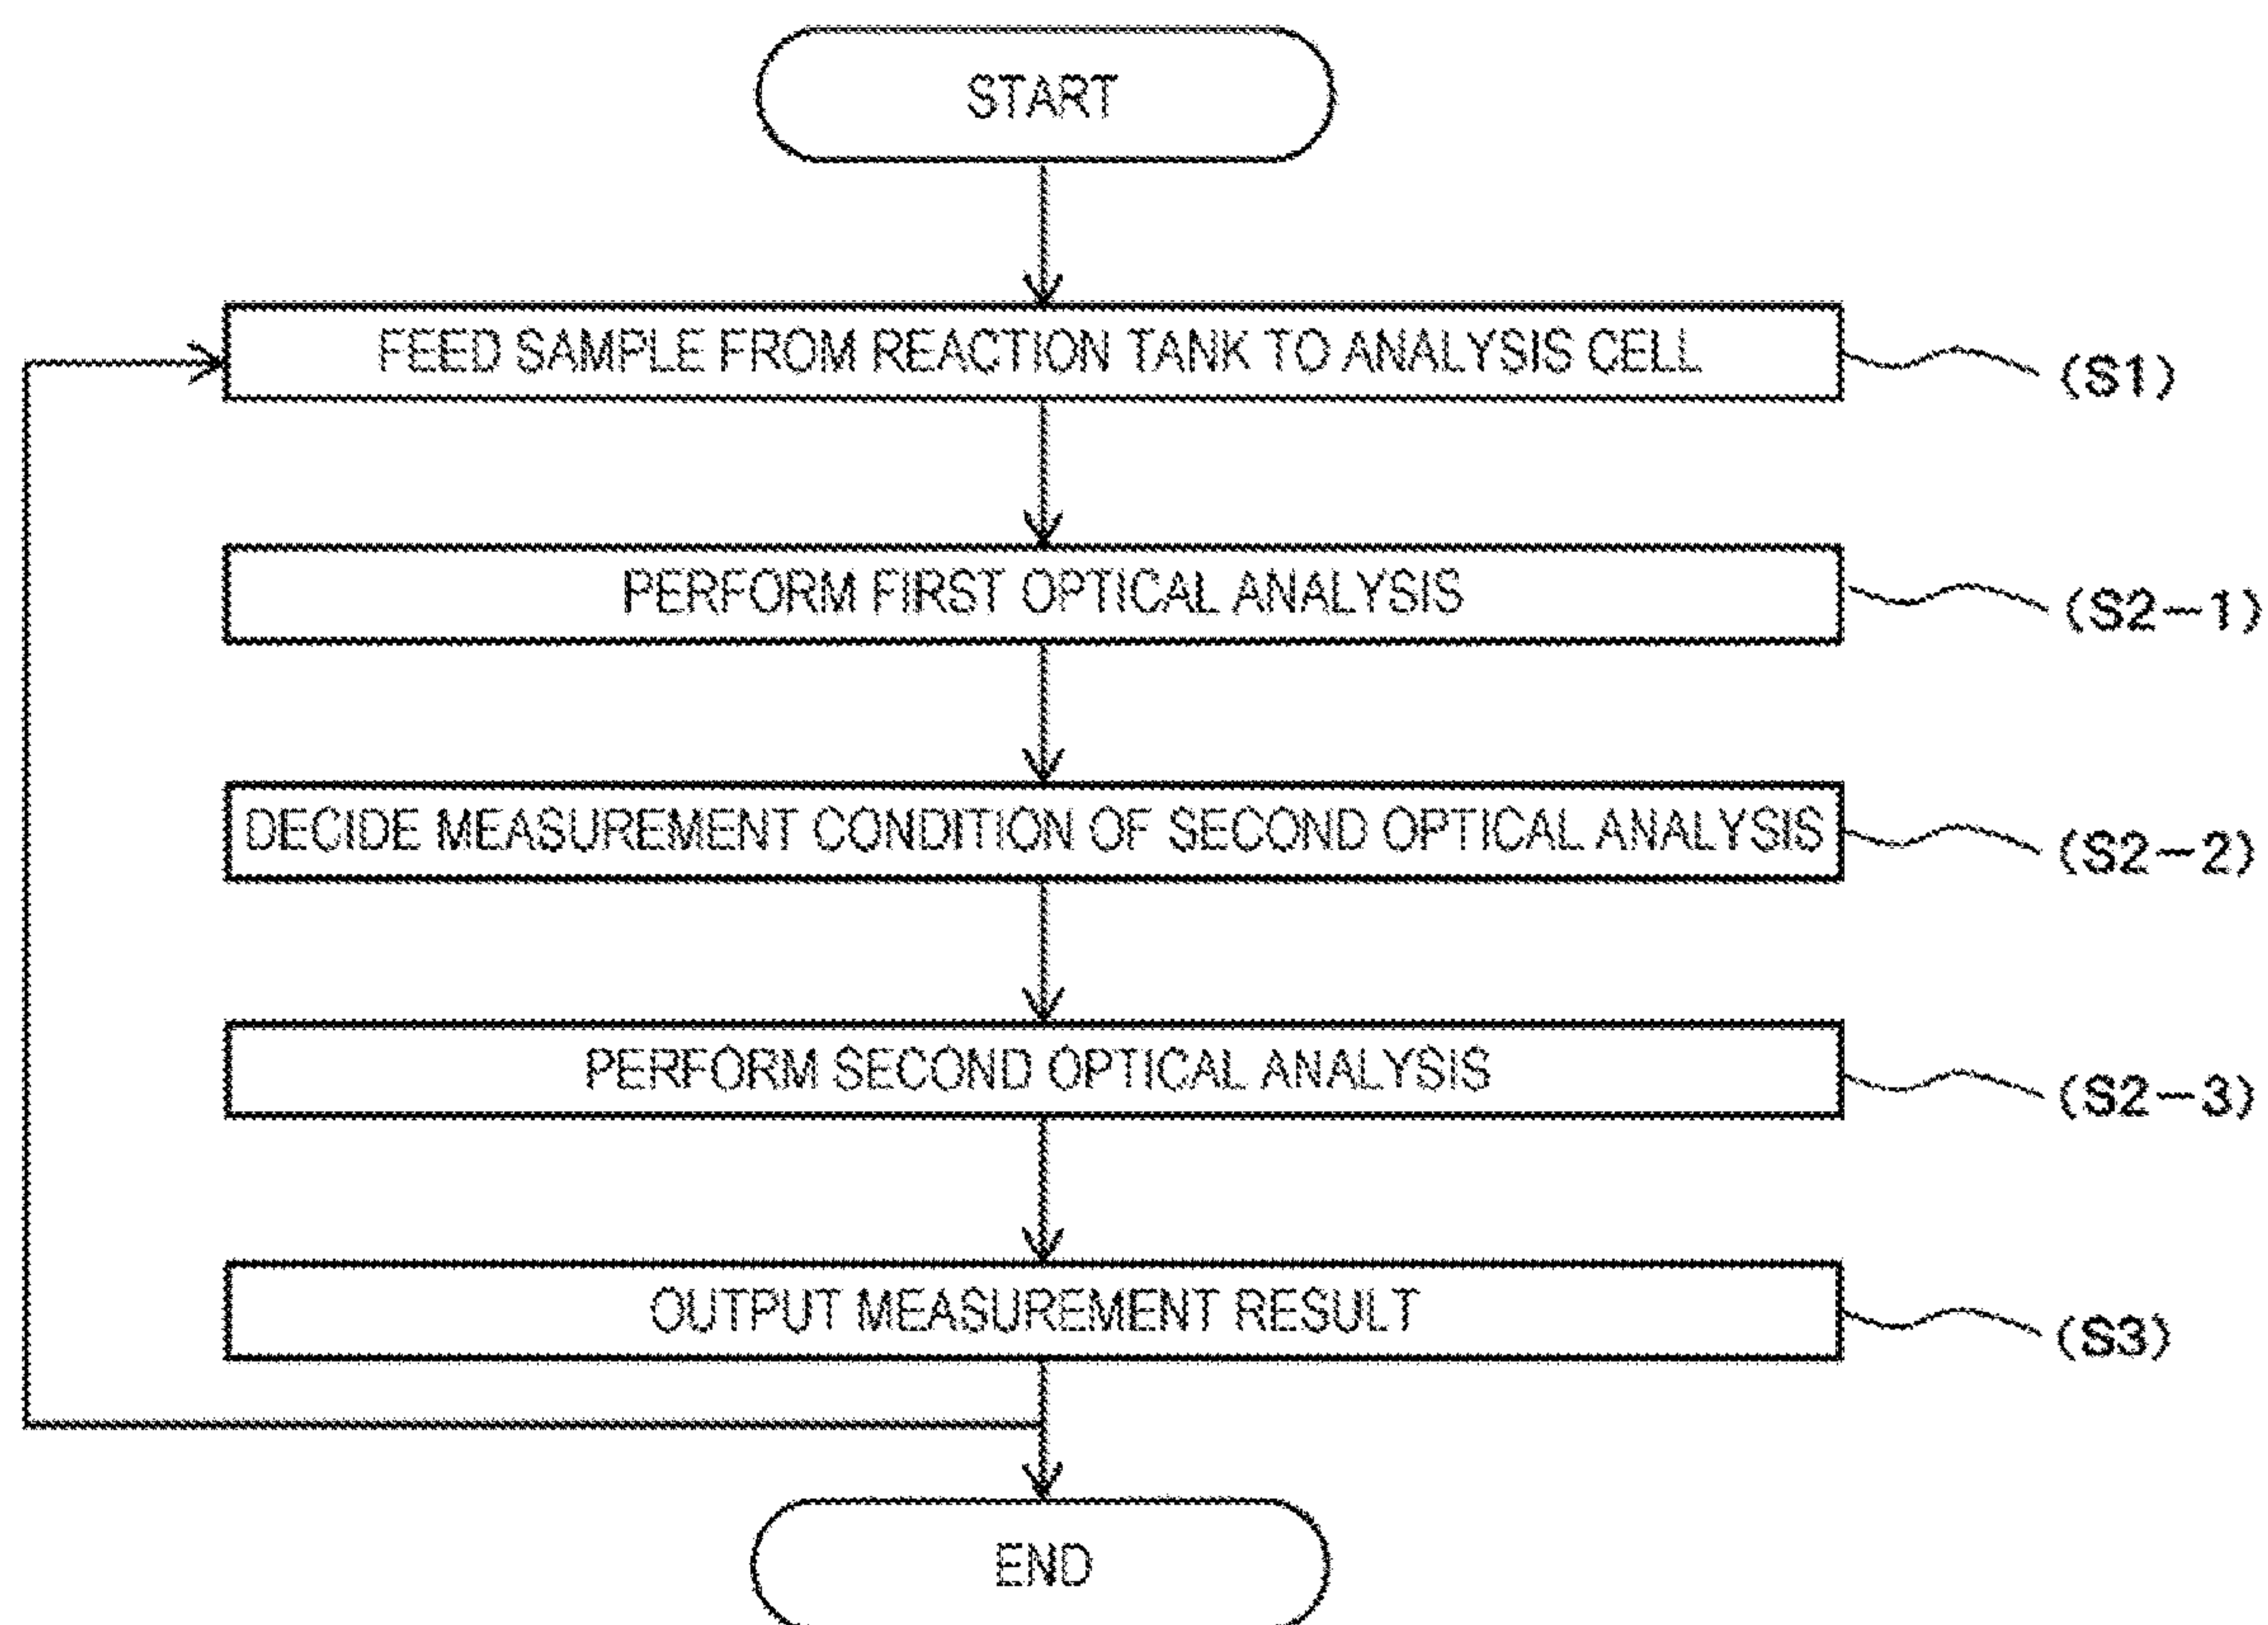 START
FEED SAMPLE FROM REACTION TANK TO ANALYSIS CELL
(S1)
PERFORM FIRST OPTICAL ANALYSIS
(S2-1)
DECIDE MEASUREMENT CONDITION OF SECOND OPTICAL ANALYSIS
(S2-2)
PERFORM SECOND OPTICAL ANALYSIS
(S2-3)
OUTPUT MEASUREMENT RESULT
(S3)
END